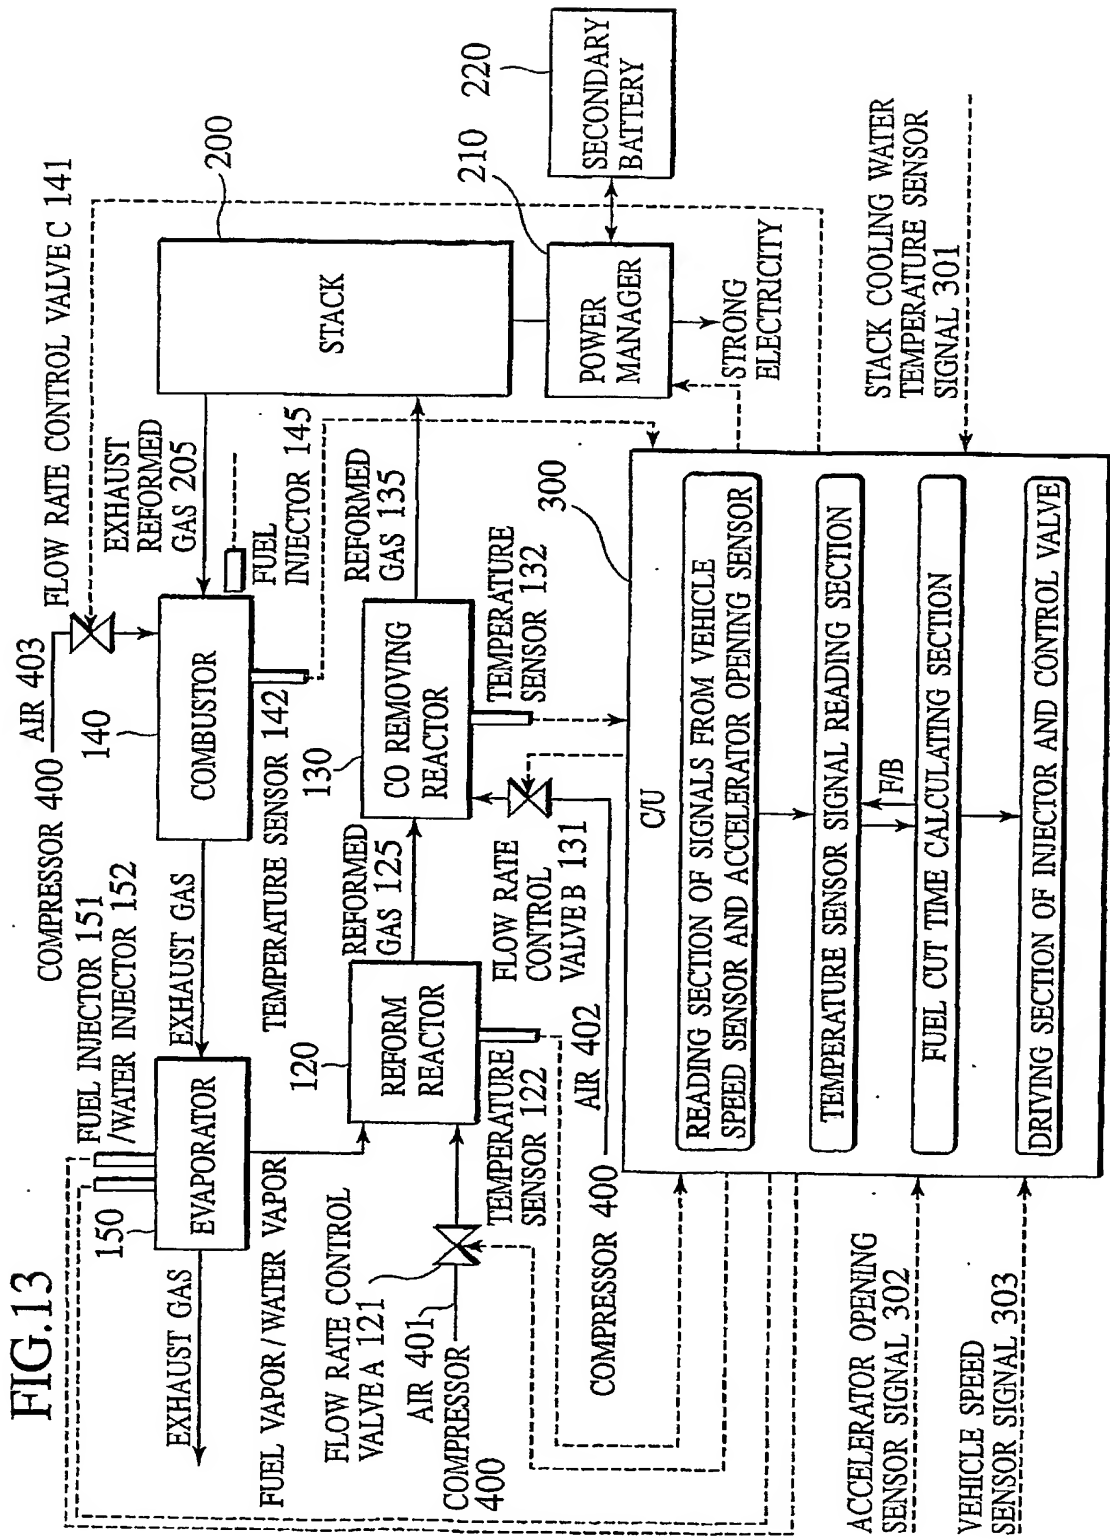 FIG.13
COMPRESSOR 400
AIR 403
FLOW RATE CONTROL VALVE C 141
FUEL INJECTOR 151
/WATER INJECTOR 152
150
EVAPORATOR
EXHAUST GAS
EXHAUST GAS
140
COMBUSTOR
EXHAUST
REFORMED
GAS 205
FUEL
INJECTOR 145
TEMPERATURE SENSOR 142
200
STACK
FUEL VAPOR/WATER VAPOR
120
REFORM
REACTOR
REFORMED
GAS 125
130
CO REMOVING
REACTOR
REFORMED
GAS 135
210
POWER
MANAGER
220
SECONDARY
BATTERY
STRONG
ELECTRICITY
FLOW RATE CONTROL
VALVE A 121
AIR 401
COMPRESSOR
400
TEMPERATURE
SENSOR 122
FLOW RATE
CONTROL
VALVE B 131
TEMPERATURE
SENSOR 132
COMPRESSOR 400
AIR 402
300
C/U
READING SECTION OF SIGNALS FROM VEHICLE
SPEED SENSOR AND ACCELERATOR OPENING SENSOR
TEMPERATURE SENSOR SIGNAL READING SECTION
F/B
FUEL CUT TIME CALCULATING SECTION
DRIVING SECTION OF INJECTOR AND CONTROL VALVE
STACK COOLING WATER
TEMPERATURE SENSOR
SIGNAL 301
ACCELERATOR OPENING
SENSOR SIGNAL 302
VEHICLE SPEED
SENSOR SIGNAL 303